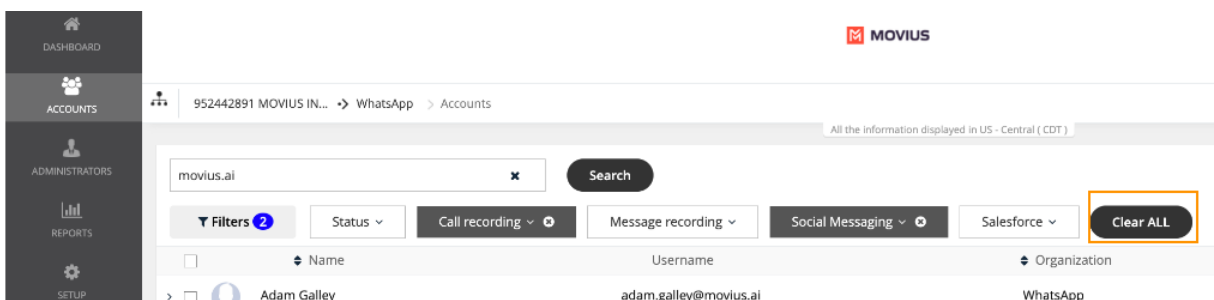 DASHBOARD
MOVIUS
ACCOUNTS
952442891 MOVIUS IN... WhatsApp > Accounts
All the information displayed in US - Central ( CDT )
ADMINISTRATORS
movius.ai
Search
REPORTS
Filters 2 Status Call recording Message recording Social Messaging Salesforce Clear ALL
Name Username Organization
SETUP
Adam Galley adam.galley@movius.ai WhatsApp